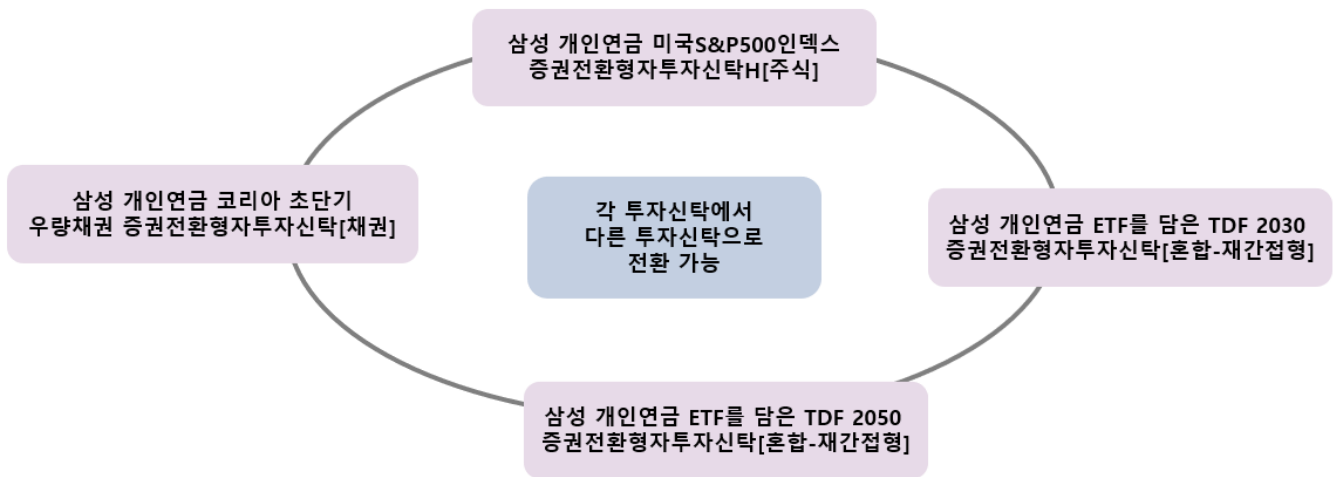 삼성 개인연금 미국S&P500인덱스
증권전환형자투자신탁H[주식]
삼성 개인연금 코리아 초단기
우량채권 증권전환형자투자신탁[채권]
각 투자신탁에서
다른 투자신탁으로
전환 가능
삼성 개인연금 ETF를 담은 TDF 2030
증권전환형자투자신탁[혼합-재간접형]
삼성 개인연금 ETF를 담은 TDF 2050
증권전환형자투자신탁[혼합-재간접형]